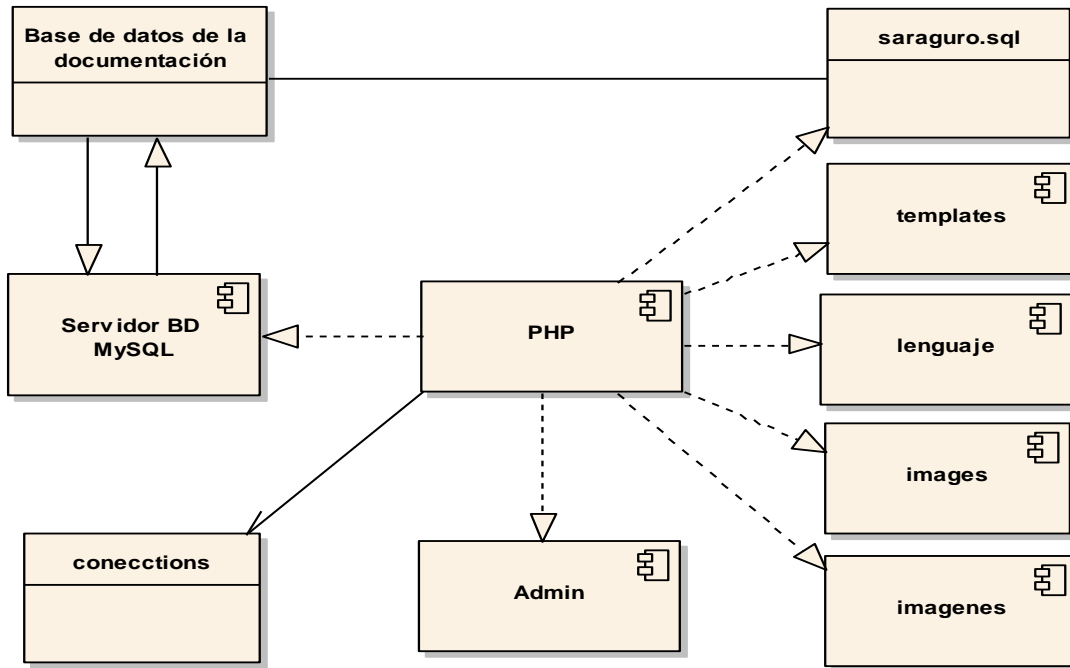 Base de datos de la
documentación
saraguro.sql
templates
Servidor BD
MySQL
PHP
lenguaje
images
conecctions
Admin
imagenes